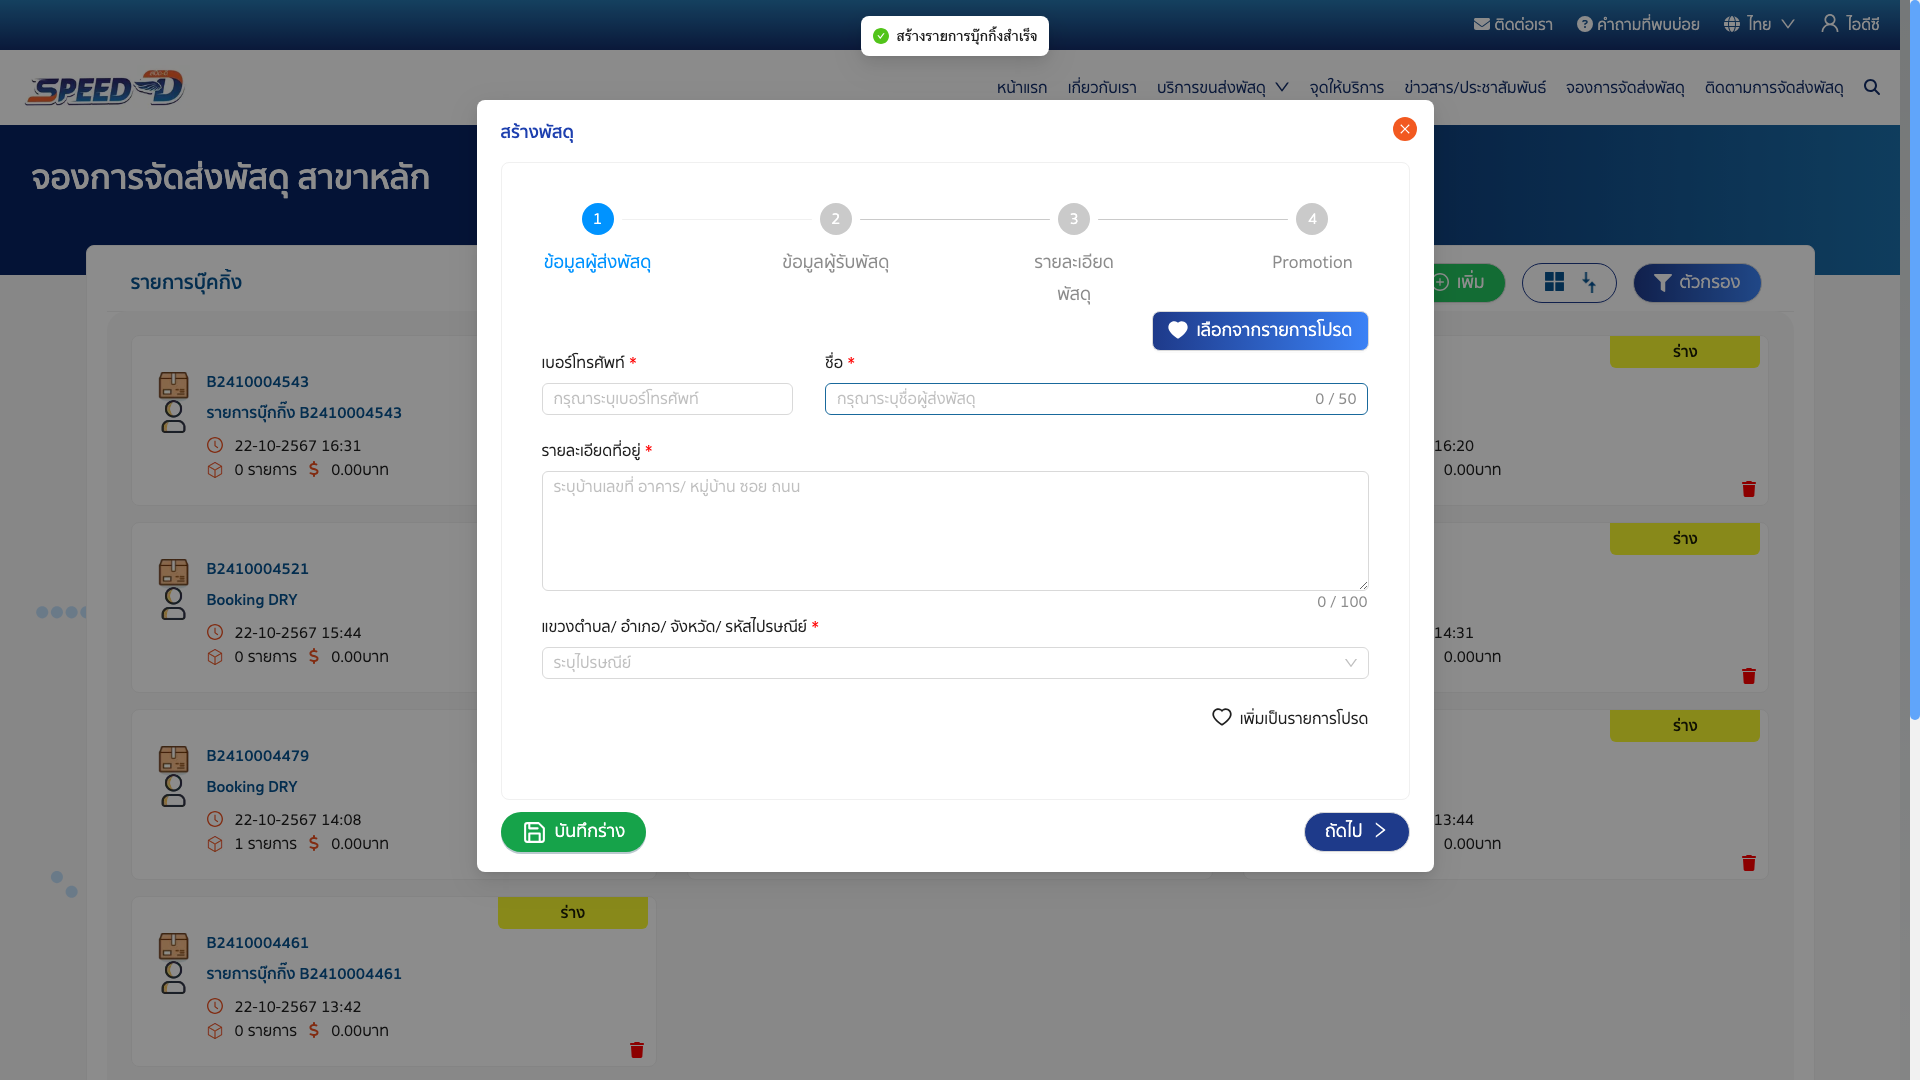 สร้างรายการบุ๊กกิ้งสำเร็จ
ติดต่อเรา
คำถามที่พบบ่อย
ไทย
ไอดีซี
SPEED-D
หน้าแรก
เกี่ยวกับเรา
บริการขนส่งพัสดุ
จุดให้บริการ
ข่าวสาร/ประชาสัมพันธ์
จองการจัดส่งพัสดุ
ติดตามการจัดส่งพัสดุ
จองการจัดส่งพัสดุ สาขาหลัก
รายการบุ๊คกิ้ง
เพิ่ม
ตัวกรอง
สร้างพัสดุ
1
2
3
4
ข้อมูลผู้ส่งพัสดุ
ข้อมูลผู้รับพัสดุ
รายละเอียด
พัสดุ
Promotion
เลือกจากรายการโปรด
เบอร์โทรศัพท์ *
ชื่อ *
กรุณาระบุเบอร์โทรศัพท์
กรุณาระบุชื่อผู้ส่งพัสดุ
0 / 50
รายละเอียดที่อยู่ *
ระบุบ้านเลขที่ อาคาร/ หมู่บ้าน ซอย ถนน
0 / 100
แขวงตำบล/ อำเภอ/ จังหวัด/ รหัสไปรษณีย์ *
ระบุไปรษณีย์
เพิ่มเป็นรายการโปรด
บันทึกร่าง
ถัดไป
B2410004543
รายการบุ๊กกิ๊ง B2410004543
22-10-2567 16:31
0 รายการ
0.00บาท
B2410004521
Booking DRY
22-10-2567 15:44
0 รายการ
0.00บาท
B2410004479
Booking DRY
22-10-2567 14:08
1 รายการ
0.00บาท
ร่าง
B2410004461
รายการบุ๊กกิ๊ง B2410004461
22-10-2567 13:42
0 รายการ
0.00บาท
ร่าง
16:20
0.00บาท
ร่าง
14:31
0.00บาท
ร่าง
13:44
0.00บาท